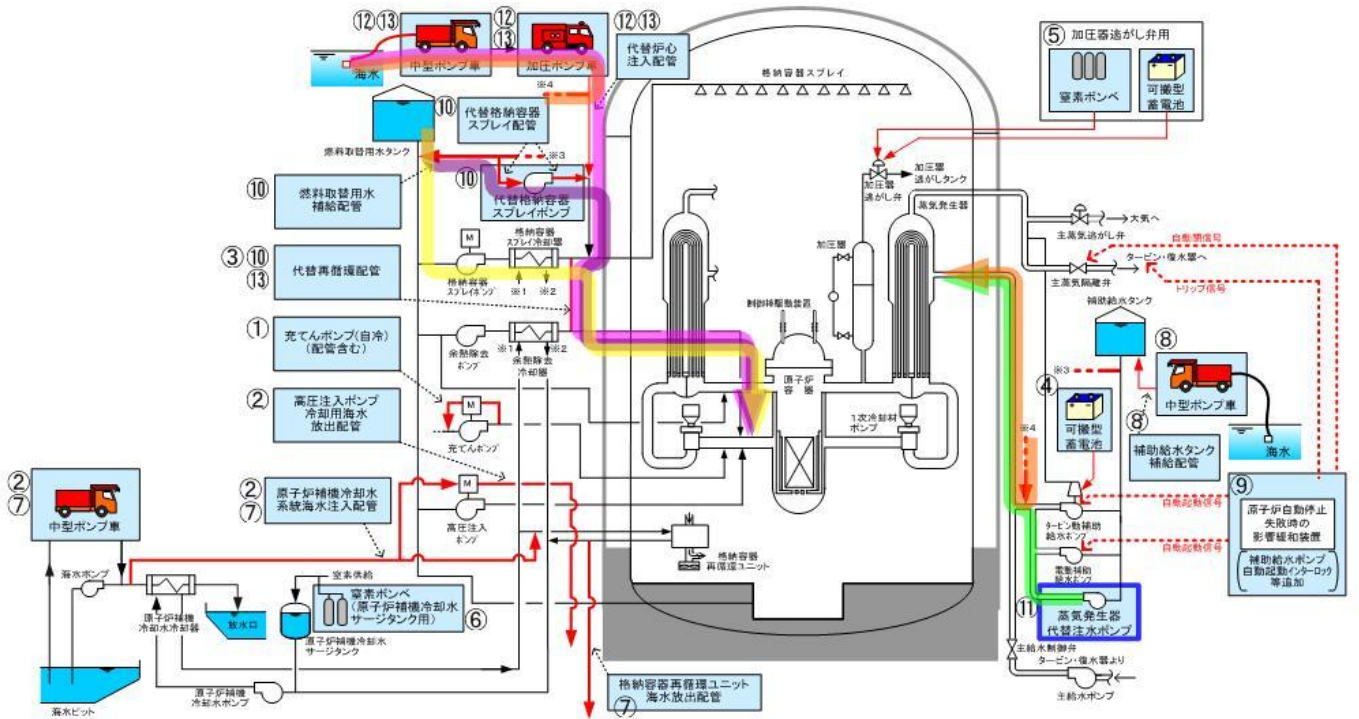 ⑫⑬
中型ポンプ車
海水
⑫
⑬
加圧ポンプ車
⑫⑬
代替炉心
注入配管
⑤ 加圧器逃がし弁用
窒素ボンベ
可搬型
蓄電池
格納容器スプレイ
※4
⑩
代替格納容器
スプレイ配管
燃料取替用水タンク
※3
⑩
燃料取替用水
補給配管
⑩
代替格納容器
スプレイポンプ
加圧器
逃がし弁
加圧器
逃がしタンク
蒸気発生器
大気へ
主蒸気逃がし弁
自動閉信号
タービン・復水器へ
主蒸気隔離弁
トリップ信号
③⑩
⑬
代替再循環配管
M
格納容器
スプレイ冷却器
格納容器
スプレイポンプ
※1
※2
加圧器
制御棒駆動装置
補助給水タンク
※3
⑧
中型ポンプ車
海水
①
充てんポンプ(自冷)
(配管含む)
余熱除去
ポンプ
※1
※2
余熱除去
冷却器
原子炉
容器
④
可搬型
蓄電池
⑧
補助給水タンク
補給配管
②
高圧注入ポンプ
冷却用海水
放出配管
M
充てんポンプ
1次冷却材
ポンプ
※4
②
⑦
中型ポンプ車
②
⑦
原子炉補機冷却水
系統海水注入配管
M
高圧注入
ポンプ
自動起動信号
タービン動補助
給水ポンプ
自動起動信号
電動補助
給水ポンプ
⑨
原子炉自動停止
失敗時の
影響緩和装置
補助給水ポンプ
自動起動インターロック
等追加
格納容器
再循環ユニット
海水ポンプ
原子炉補機
冷却水冷却器
放水口
窒素供給
窒素ボンベ
(原子炉補機冷却水
サージタンク用)
⑥
原子炉補機冷却水
サージタンク
⑪
蒸気発生器
代替注水ポンプ
主給水制御弁
タービン・復水器より
主給水ポンプ
海水ピット
原子炉補機
冷却水ポンプ
格納容器再循環ユニット
海水放出配管
⑦